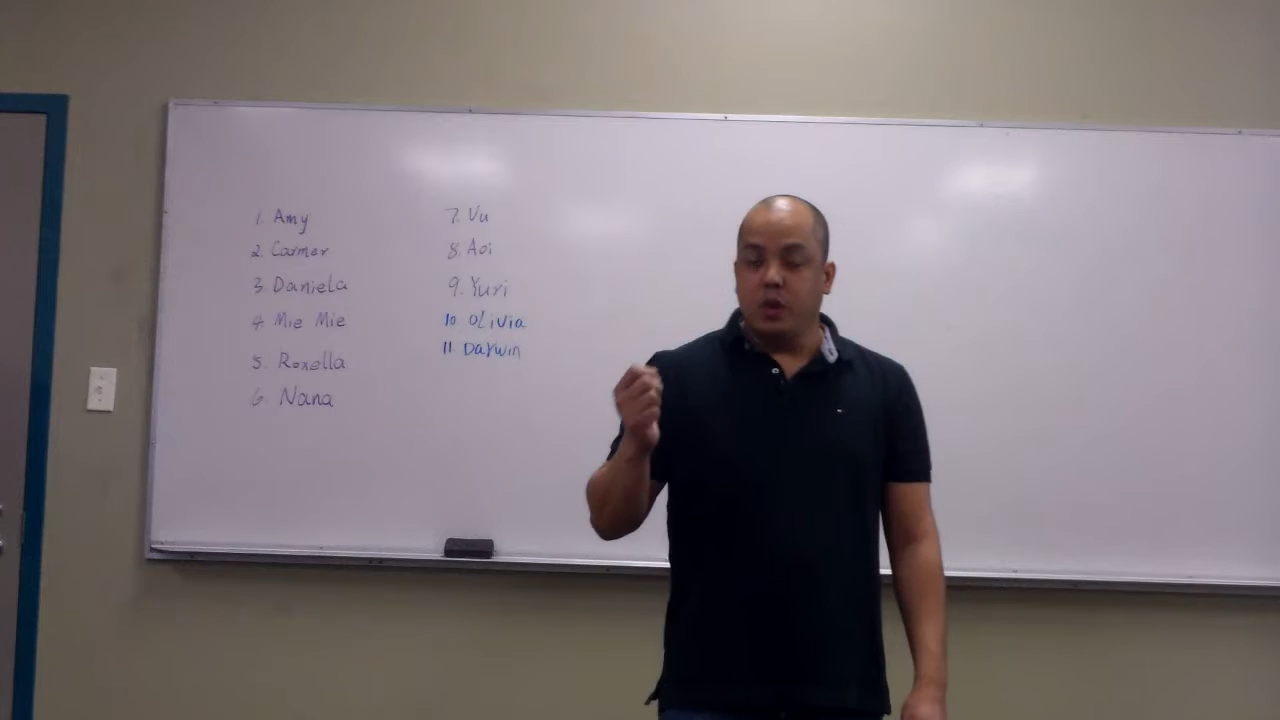 1. Amy
2. Carmer
3. Daniela
4. Mie Mie
5. Roxella
6. Nana
7. Vu
8. Aoi
9. Yuri
10. OLivia
11. Darwin